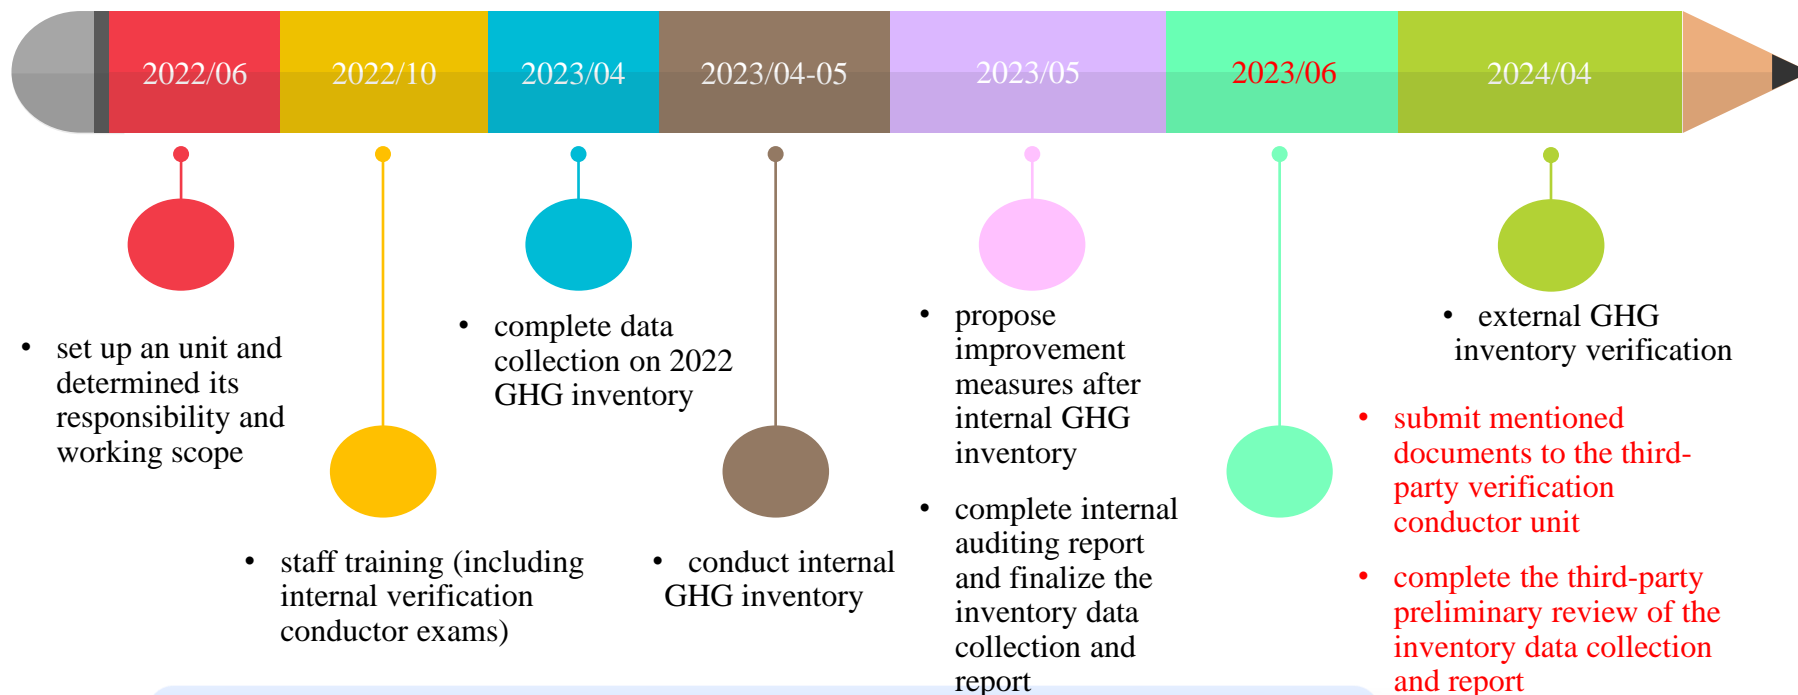 2022/06
2022/10
2023/04
2023/04-05
2023/05
2023/06
2024/04
• set up an unit and
determined its
responsibility and
working scope
• staff training (including
internal verification
conductor exams)
• complete data
collection on 2022
GHG inventory
• conduct internal
GHG inventory
• propose
improvement
measures after
internal GHG
inventory
• complete internal
auditing report
and finalize the
inventory data
collection and
report
• external GHG
inventory verification
• submit mentioned
documents to the third-
party verification
conductor unit
• complete the third-party
preliminary review of the
inventory data collection
and report